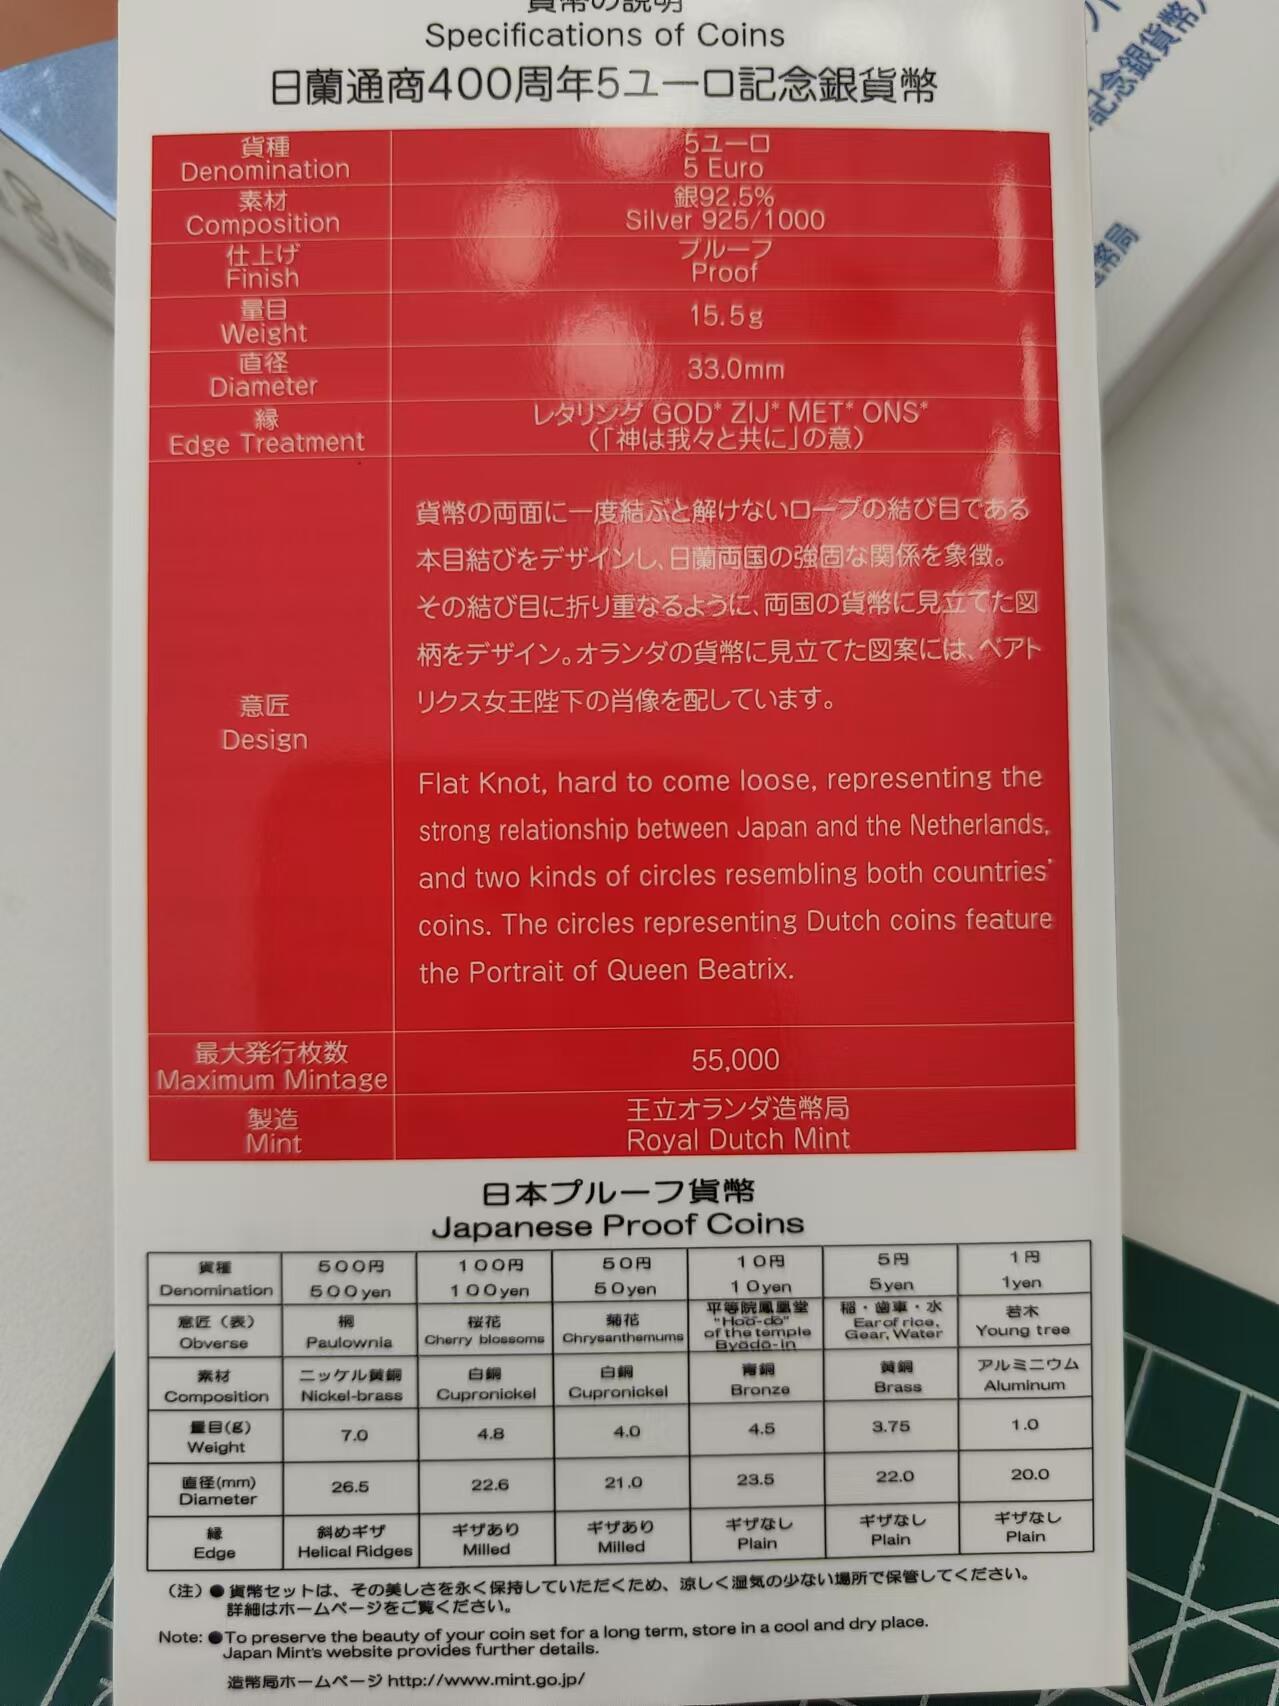 貨幣の説明
Specifications of Coins
日蘭通商400周年5ユーロ記念銀貨幣
貨種
Denomination
5ユーロ
5 Euro
素材
Composition
銀92.5%
Silver 925/1000
仕上げ
Finish
プルーフ
Proof
量目
Weight
15.5g
直径
Diameter
33.0mm
縁
Edge Treatment
レタリング GOD* ZIJ* MET* ONS*
(「神は我々と共に」の意)
意匠
Design
貨幣の両面に一度結ぶと解けないロープの結び目である
本目結びをデザインし、日蘭両国の強固な関係を象徴。
その結び目に折り重なるように、両国の貨幣に見立てた図
柄をデザイン。オランダの貨幣に見立てた図案には、ベアト
リクス女王陛下の肖像を配しています。
Flat Knot, hard to come loose, representing the
strong relationship between Japan and the Netherlands,
and two kinds of circles resembling both countries'
coins. The circles representing Dutch coins feature
the Portrait of Queen Beatrix.
最大発行枚数
Maximum Mintage
55,000
製造
Mint
王立オランダ造幣局
Royal Dutch Mint
日本プルーフ貨幣
Japanese Proof Coins
貨種 500円 100円 50円 10円 5円 1円
Denomination 500yen 100yen 50yen 10yen 5yen 1yen
意匠(表)
Obverse
桐
Paulownia
桜花
Cherry blossoms
菊花
Chrysanthemums
平等院鳳凰堂
"Hoō-dō"
of the temple
Byōdō-in
稲・歯車・水
Ear of rice,
Gear, Water
若木
Young tree
素材 ニッケル黄銅 白銅 白銅 青銅 黄銅 アルミニウム
Composition Nickel-brass Cupronickel Cupronickel Bronze Brass Aluminum
量目(g)
Weight
7.0 4.8 4.0 4.5 3.75 1.0
直径(mm)
Diameter
26.5 22.6 21.0 23.5 22.0 20.0
縁 斜めギザ ギザあり ギザあり ギザなし ギザなし ギザなし
Edge Helical Ridges Milled Milled Plain Plain Plain
(注)●貨幣セットは、その美しさを永く保持していただくため、涼しく湿気の少ない場所で保管してください。
詳細はホームページをご覧ください。
Note: ●To preserve the beauty of your coin set for a long term, store in a cool and dry place.
Japan Mint's website provides further details.
造幣局ホームページ http://www.mint.go.jp/
記念銀貨幣
幣局